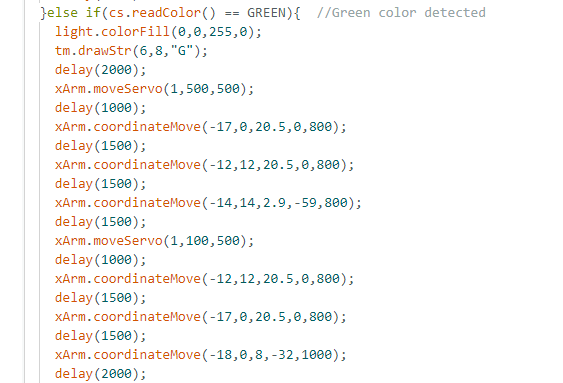 }else if(cs.readColor() == GREEN){  //Green color detected
light.colorFill(0,0,255,0);
tm.drawStr(6,8,"G");
delay(2000);
xArm.moveServo(1,500,500);
delay(1000);
xArm.coordinateMove(-17,0,20.5,0,800);
delay(1500);
xArm.coordinateMove(-12,12,20.5,0,800);
delay(1500);
xArm.coordinateMove(-14,14,2.9,-59,800);
delay(1500);
xArm.moveServo(1,100,500);
delay(1000);
xArm.coordinateMove(-12,12,20.5,0,800);
delay(1500);
xArm.coordinateMove(-17,0,20.5,0,800);
delay(1500);
xArm.coordinateMove(-18,0,8,-32,1000);
delay(2000);